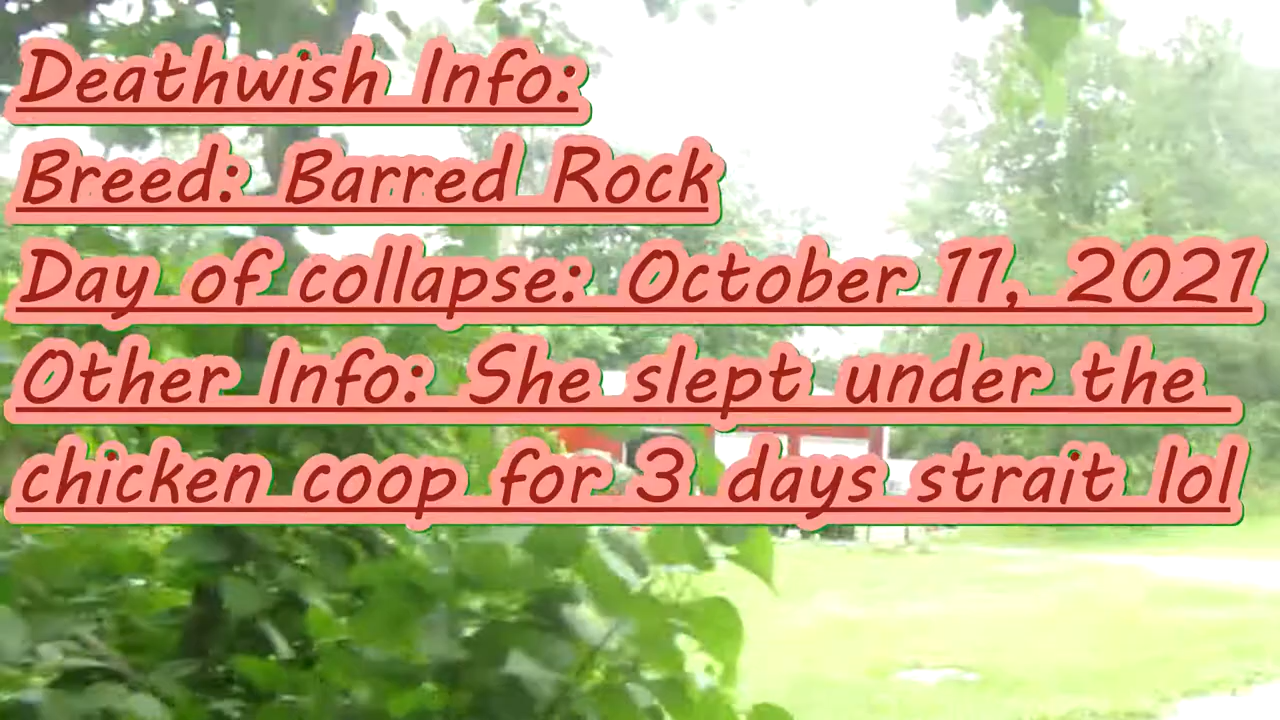 Deathwish Info:
Breed: Barred Rock
Day of collapse: October 11, 2021
Other Info: She slept under the
chicken coop for 3 days strait lol